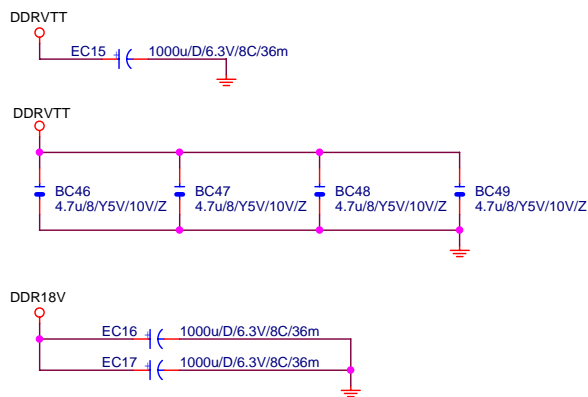 DDRVTT
EC15 + 1000u/D/6.3V/8C/36m
DDRVTT
BC46 BC47 BC48 BC49
4.7u/8/Y5V/10V/Z 4.7u/8/Y5V/10V/Z 4.7u/8/Y5V/10V/Z 4.7u/8/Y5V/10V/Z
DDR18V
EC16 + 1000u/D/6.3V/8C/36m
EC17 + 1000u/D/6.3V/8C/36m